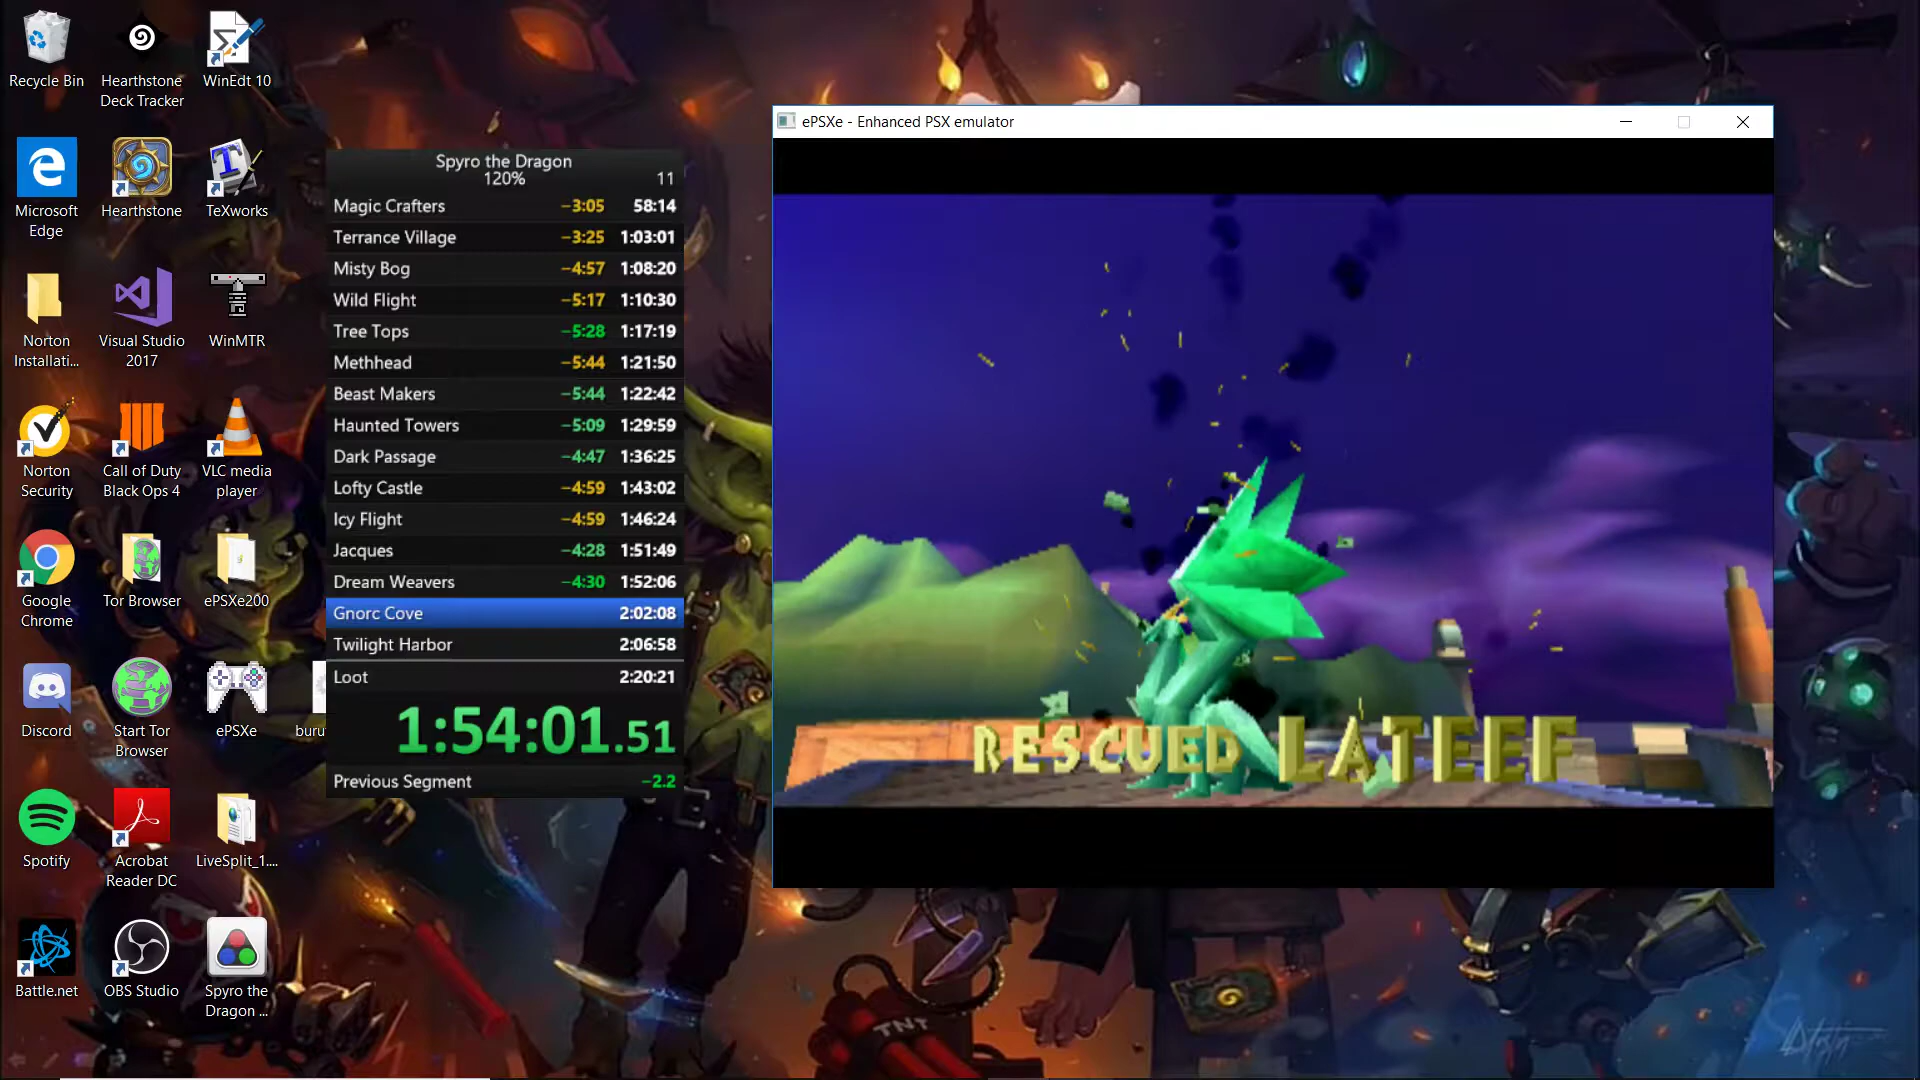 Recycle Bin
Hearthstone
Deck Tracker
WinEdt 10
Microsoft
Edge
Hearthstone
TeXworks
Norton
Installati...
Visual Studio
2017
WinMTR
Norton
Security
Call of Duty
Black Ops 4
VLC media
player
Google
Chrome
Tor Browser
ePSXe200
Discord
Start Tor
Browser
ePSXe
buru
Spotify
Acrobat
Reader DC
LiveSplit_1....
Battle.net
OBS Studio
Spyro the
Dragon ...
Spyro the Dragon
120% 11
Magic Crafters −3:05 58:14
Terrance Village −3:25 1:03:01
Misty Bog −4:57 1:08:20
Wild Flight −5:17 1:10:30
Tree Tops −5:28 1:17:19
Methhead −5:44 1:21:50
Beast Makers −5:44 1:22:42
Haunted Towers −5:09 1:29:59
Dark Passage −4:47 1:36:25
Lofty Castle −4:59 1:43:02
Icy Flight −4:59 1:46:24
Jacques −4:28 1:51:49
Dream Weavers −4:30 1:52:06
Gnorc Cove 2:02:08
Twilight Harbor 2:06:58
Loot 2:20:21
1:54:01.51
Previous Segment −2.2
ePSXe - Enhanced PSX emulator
RESCUED LATEEF
TNT